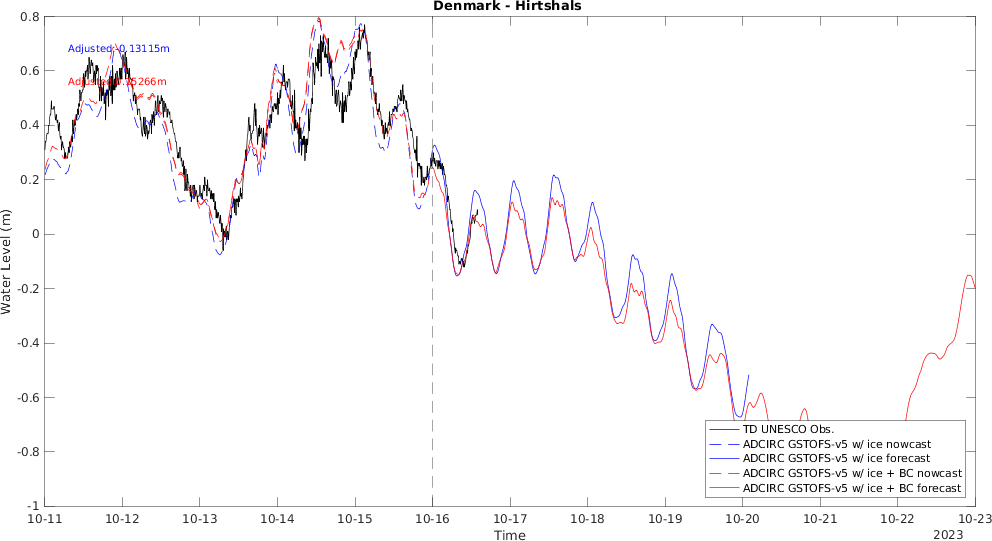 Denmark - Hirtshals
Water Level (m)
0.8
0.6
0.4
0.2
0
-0.2
-0.4
-0.6
-0.8
-1
Adjusted -0.13115m
TD UNESCO Obs.
ADCIRC GSTOFS-v5 w/ ice nowcast
ADCIRC GSTOFS-v5 w/ ice forecast
ADCIRC GSTOFS-v5 w/ ice + BC nowcast
ADCIRC GSTOFS-v5 w/ ice + BC forecast
10-11 10-12 10-13 10-14 10-15 10-16 10-17 10-18 10-19 10-20 10-21 10-22 10-23
Time
2023